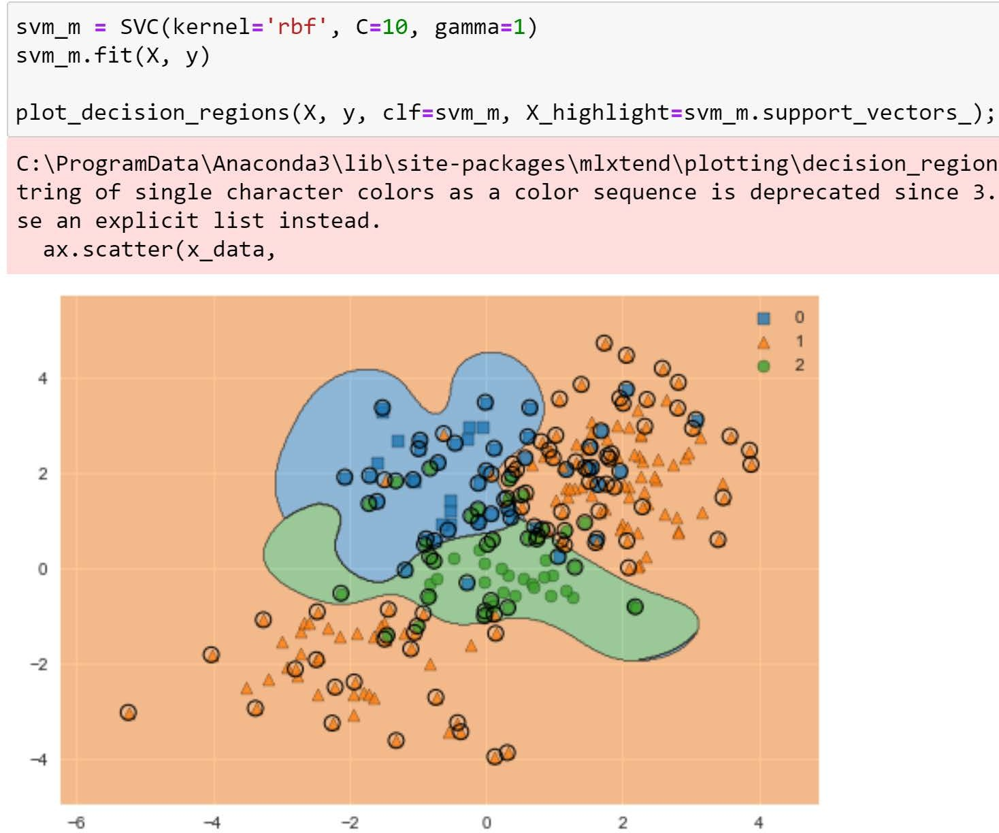 svm_m = SVC(kernel='rbf', C=10, gamma=1)
svm_m.fit(X, y)
plot_decision_regions(X, y, clf=svm_m, X_highlight=svm_m.support_vectors_);
C:\ProgramData\Anaconda3\lib\site-packages\mlxtend\plotting\decision_region
tring of single character colors as a color sequence is deprecated since 3.
se an explicit list instead.
ax.scatter(x_data,
0
1
2
4
2
0
−2
−4
−6 −4 −2 0 2 4